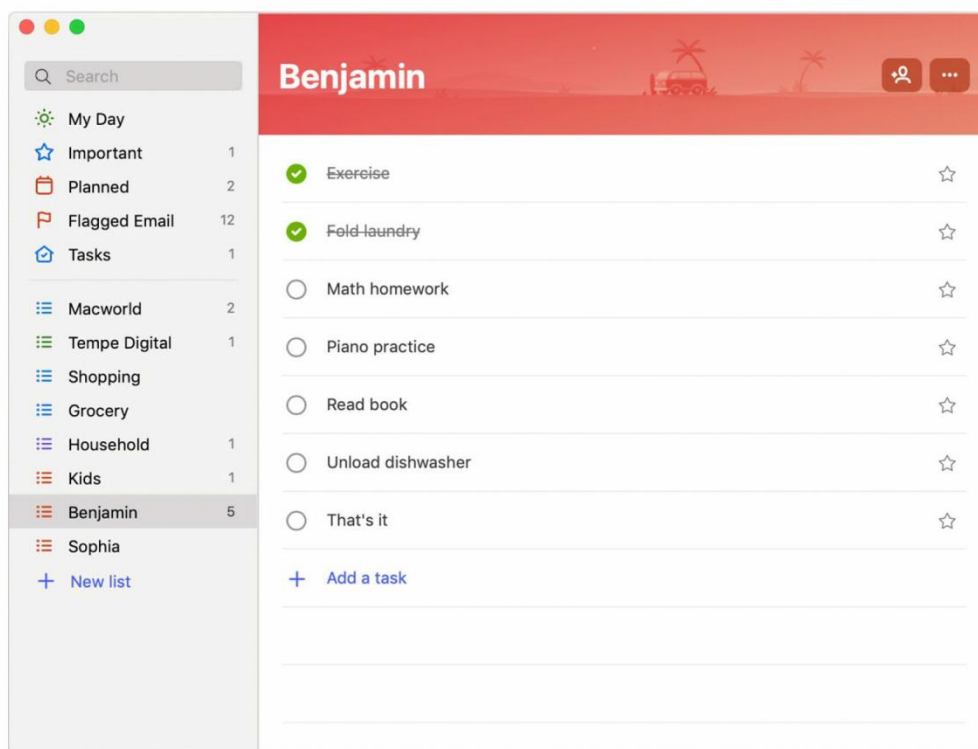 Search
My Day
Important 1
Planned 2
Flagged Email 12
Tasks 1
Macworld 2
Tempe Digital 1
Shopping
Grocery
Household 1
Kids 1
Benjamin 5
Sophia
New list
Benjamin
Exercise
Fold laundry
Math homework
Piano practice
Read book
Unload dishwasher
That's it
Add a task